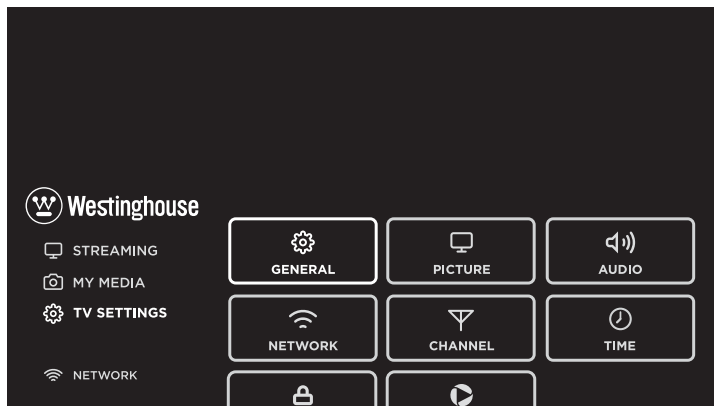 Westinghouse
STREAMING
MY MEDIA
TV SETTINGS
NETWORK
GENERAL
PICTURE
AUDIO
NETWORK
CHANNEL
TIME